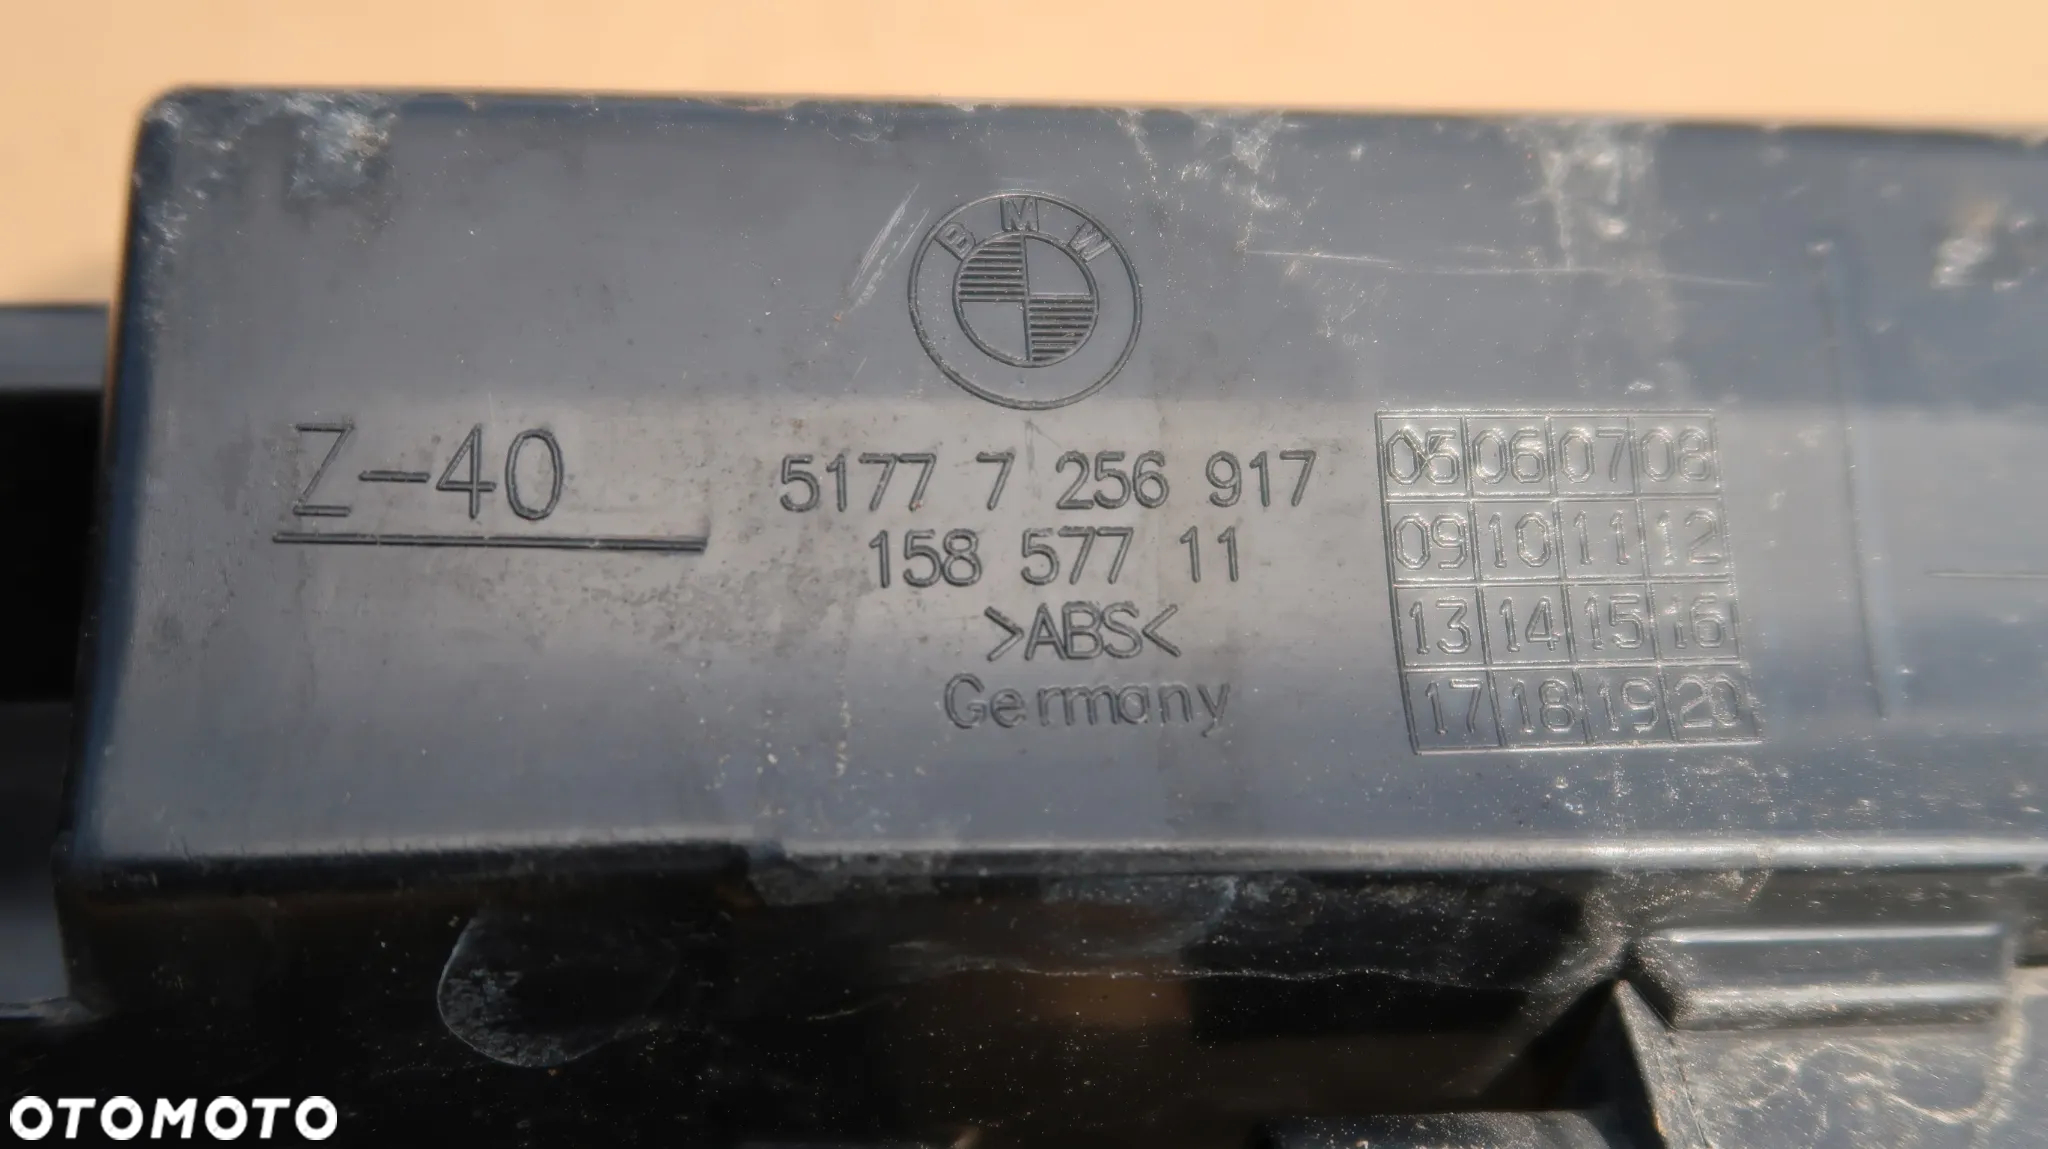 BMW
Z-40
5177 7 256 917
158 577 11
>ABS<
Germany
05 06 07 08
09 10 11 12
13 14 15 16
17 18 19 20
OTOMOTO